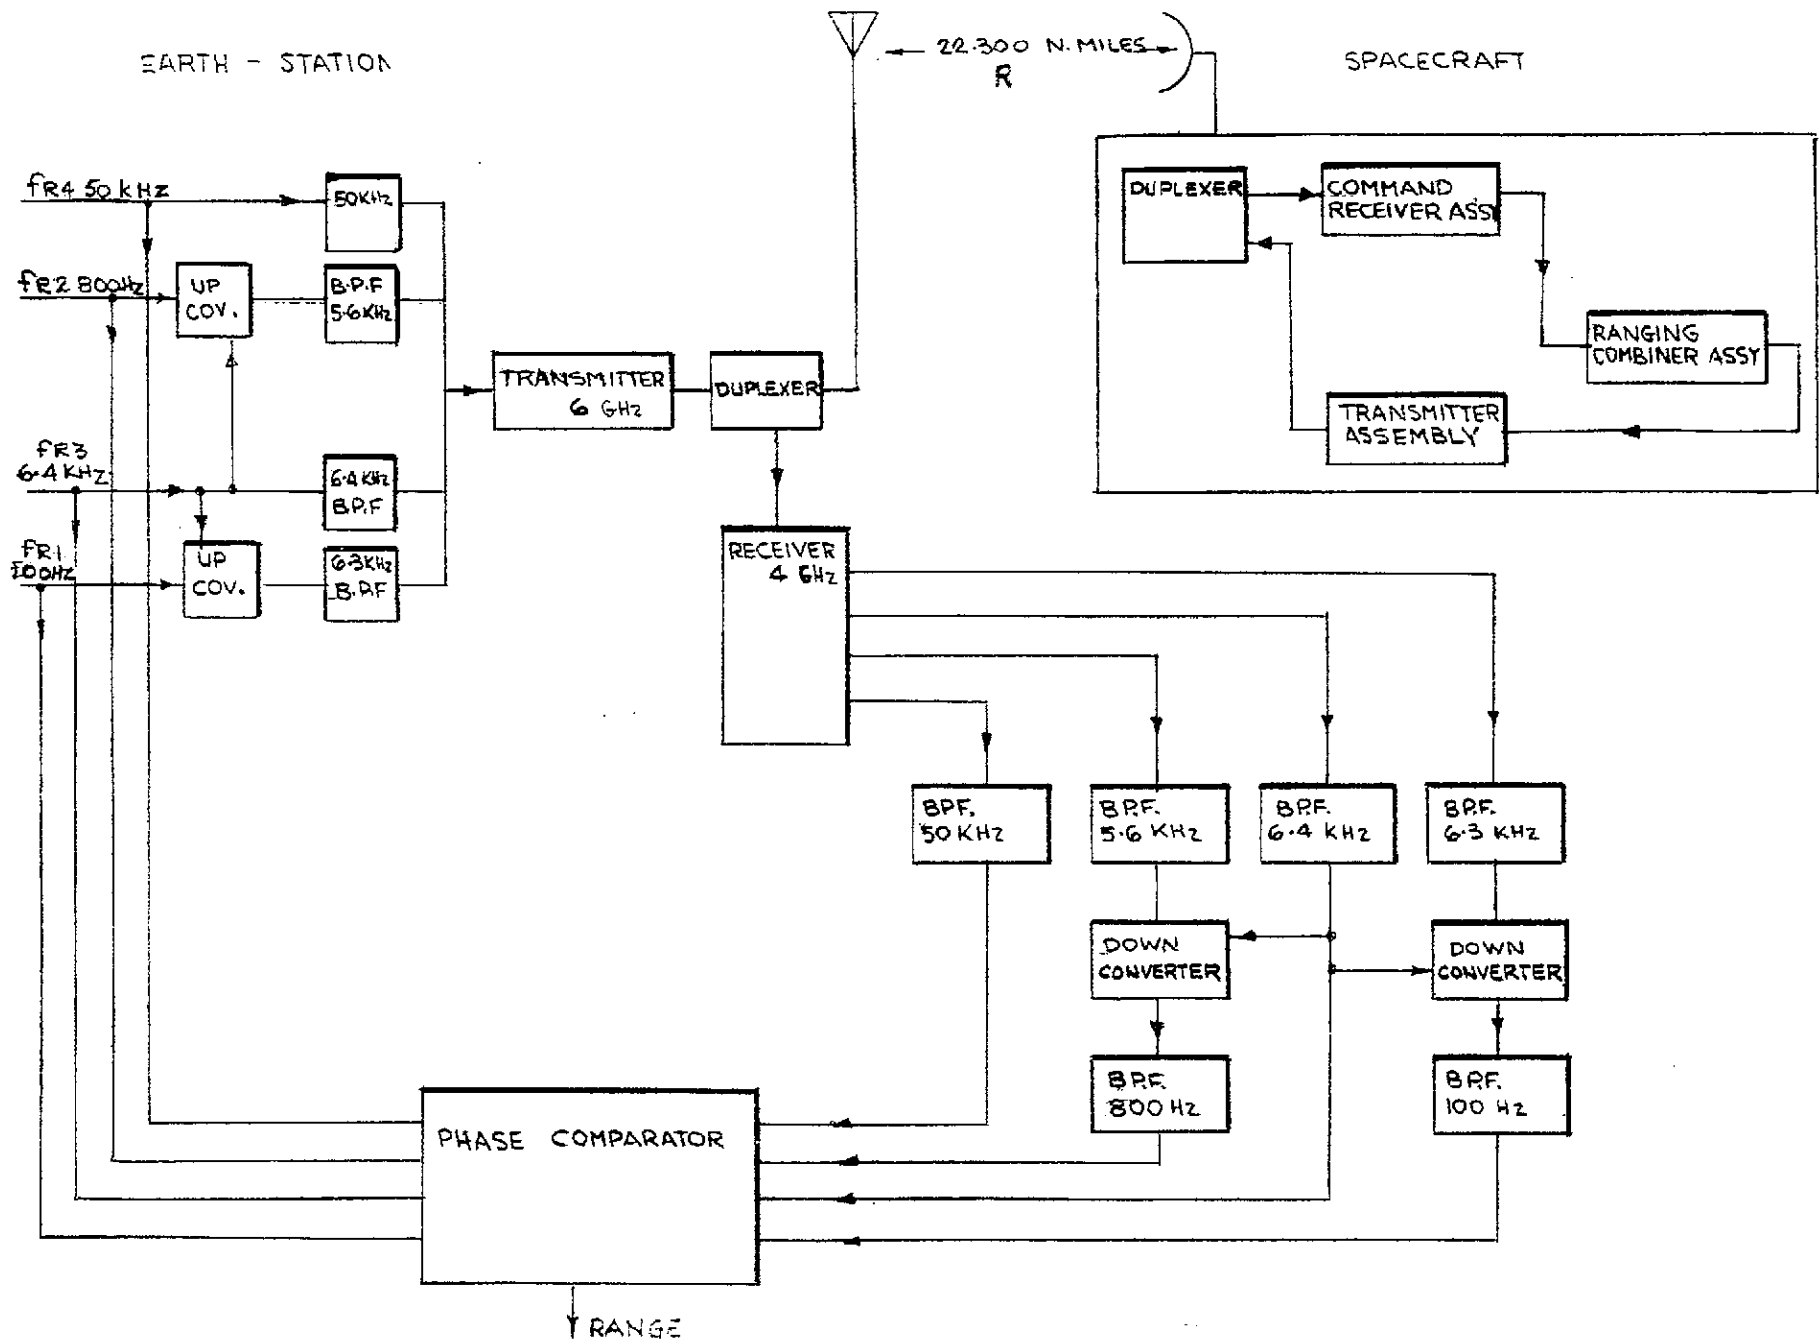 EARTH - STATION
22.300 N. MILES
R
SPACECRAFT
fR4 50 kHz
50KHz
DUPLEXER
COMMAND
RECEIVER ASSY
fR2 800Hz
UP
COV.
B.P.F
5.6KHz
RANGING
COMBINER ASSY
TRANSMITTER
6 GHz
DUPLEXER
TRANSMITTER
ASSEMBLY
fR3
6.4 KHz
6.4KHz
B.P.F
fR1
100Hz
UP
COV.
6.3KHz
B.P.F
RECEIVER
4 GHz
B.P.F.
50 KHz
B.P.F.
5.6 KHz
B.P.F.
6.4 KHz
B.P.F.
6.3 KHz
DOWN
CONVERTER
DOWN
CONVERTER
B.P.F.
800 Hz
B.P.F.
100 Hz
PHASE COMPARATOR
RANGE